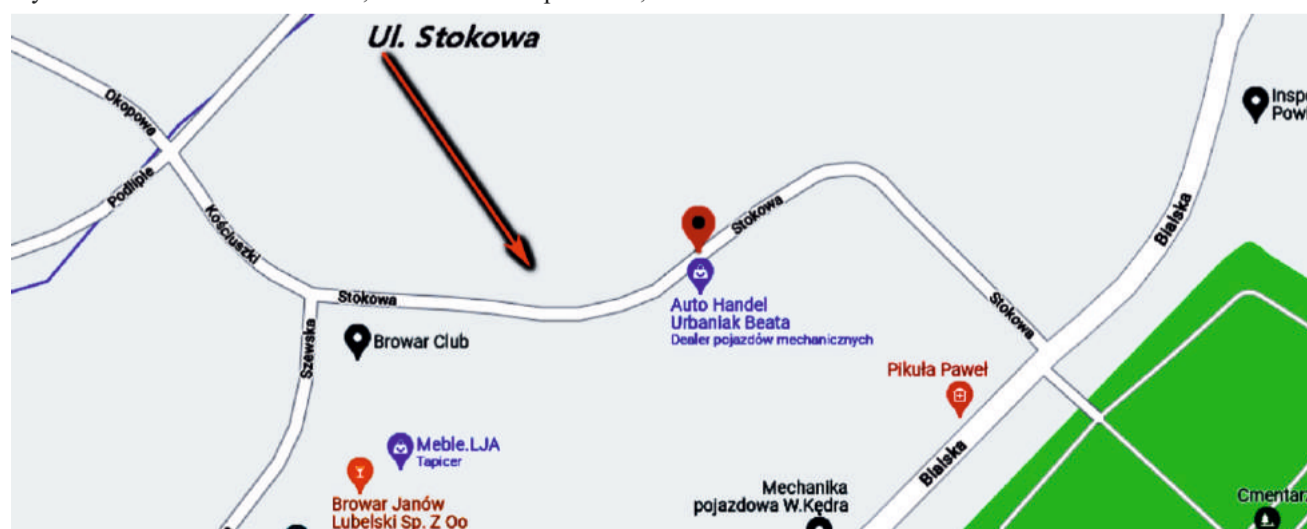 Ul. Stokowa
Okopowa
Podlipie
Kościuszki
Stokowa
Szewska
Browar Club
Stokowa
Auto Handel
Urbaniak Beata
Dealer pojazdów mechanicznych
Stokowa
Bialska
Pikuła Paweł
Bialska
Meble.LJA
Tapicer
Browar Janów
Lubelski Sp. Z Oo
Mechanika
pojazdowa W.Kędra
Cmentar